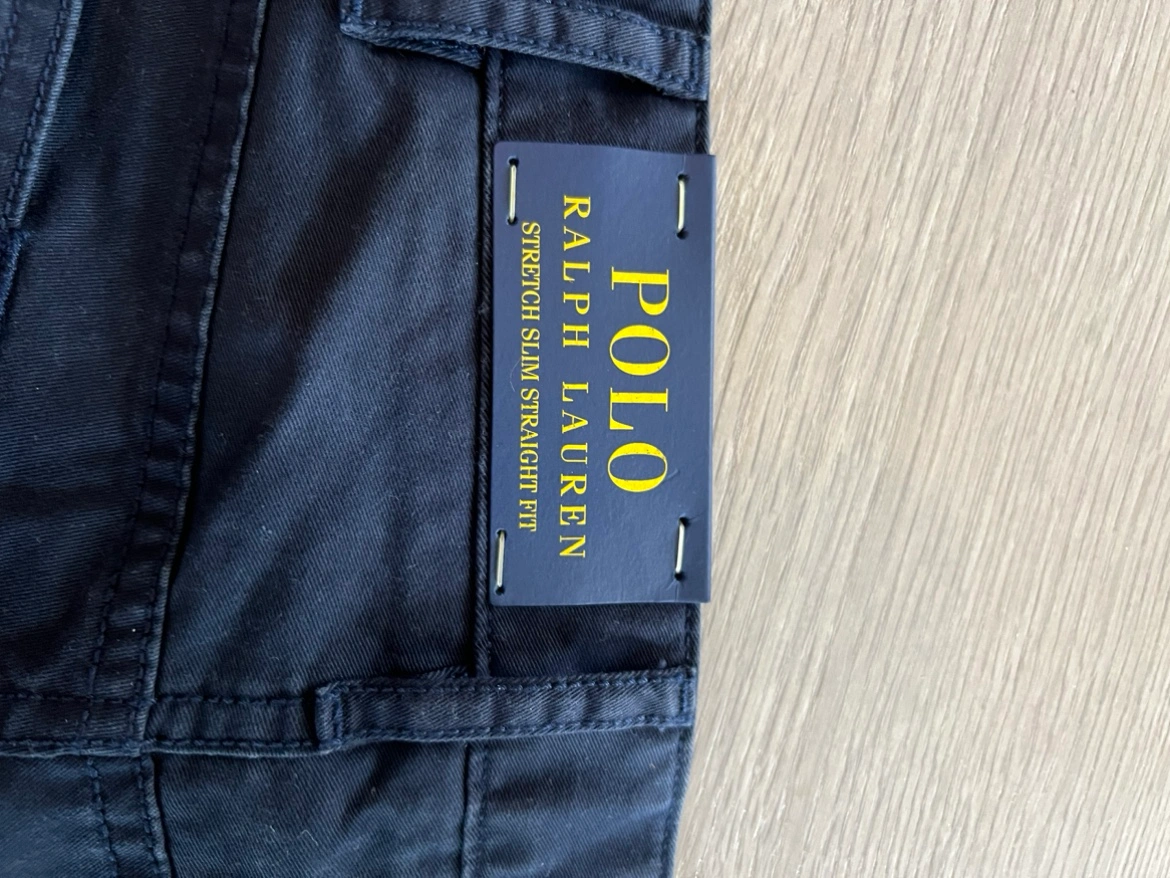 POLO
RALPH LAUREN
STRETCH SLIM STRAIGHT FIT